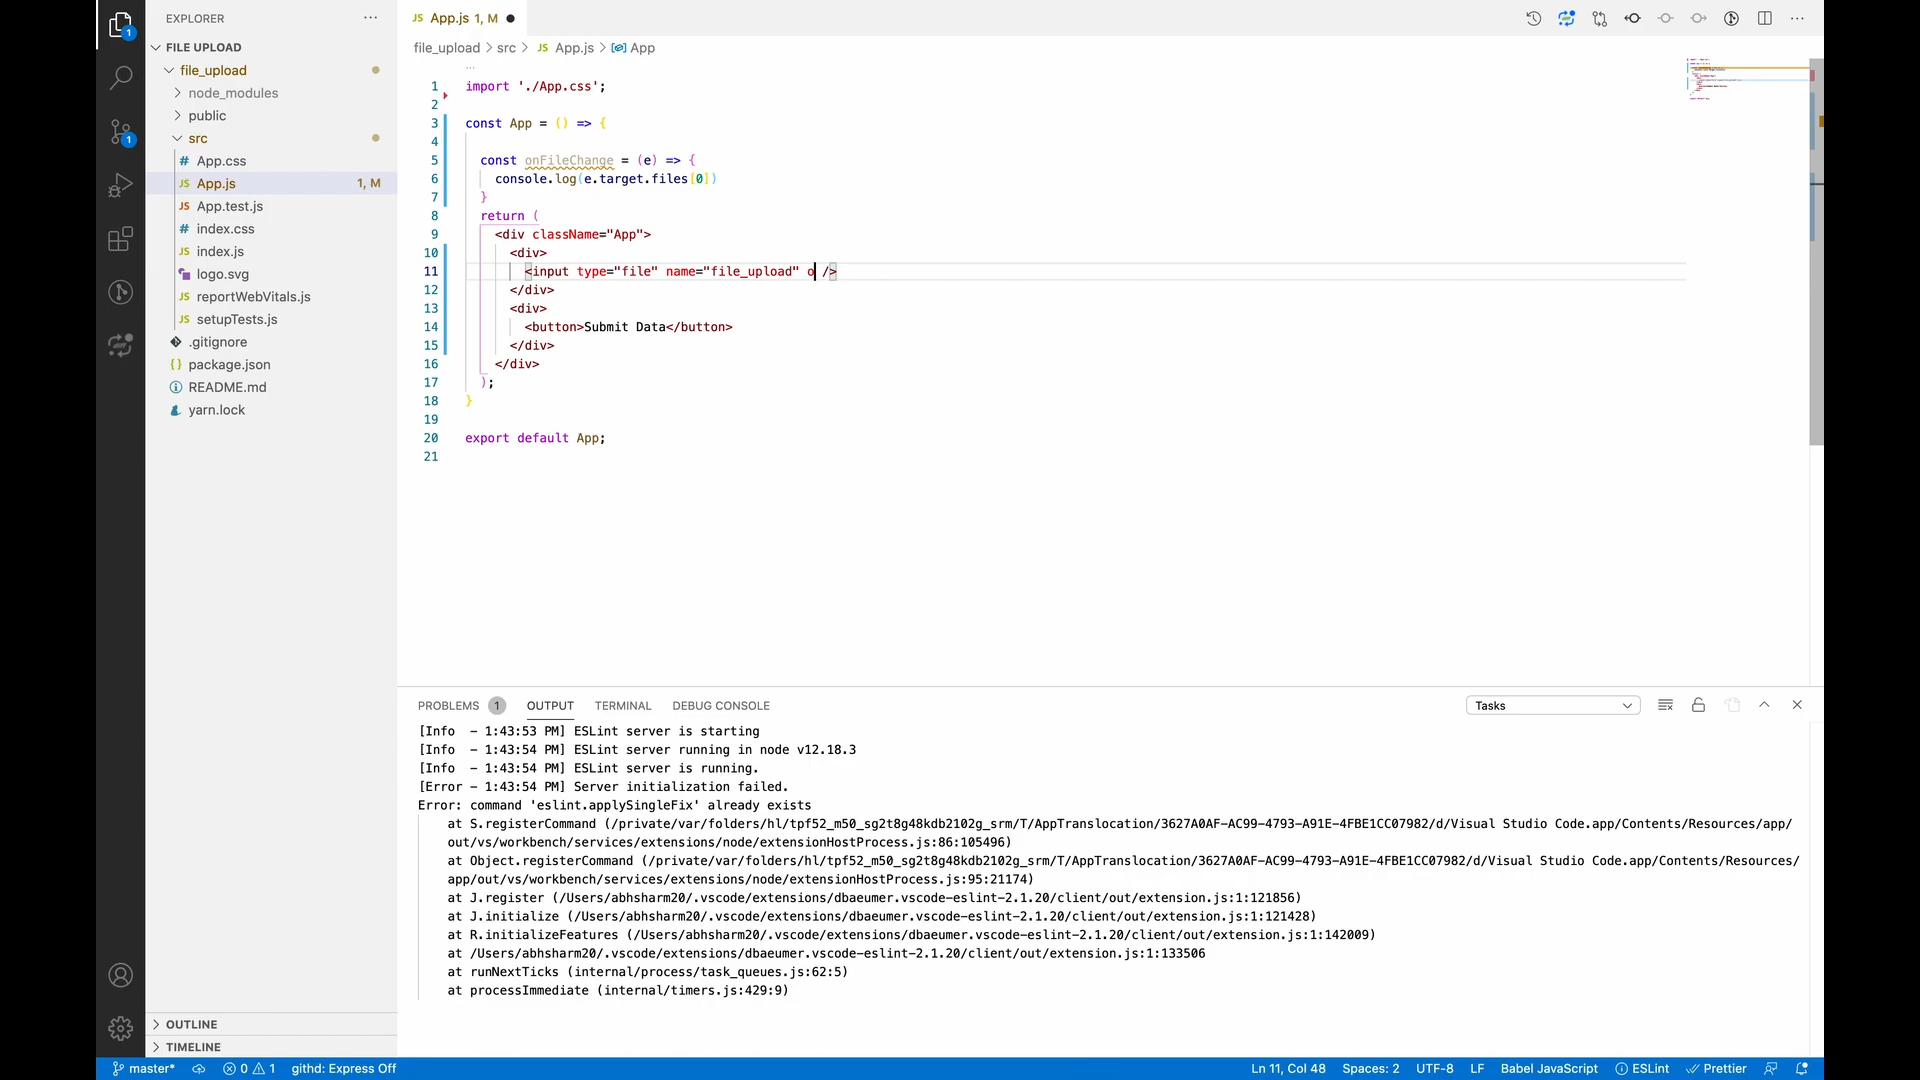 EXPLORER
FILE UPLOAD
file_upload
node_modules
public
src
App.css
App.js 1, M
App.test.js
index.css
index.js
logo.svg
reportWebVitals.js
setupTests.js
.gitignore
package.json
README.md
yarn.lock
OUTLINE
TIMELINE
1
1
JS App.js 1, M
file_upload > src > JS App.js > App
1 import './App.css';
2
3 const App = () => {
4
5 const onFileChange = (e) => {
6 console.log(e.target.files[0])
7 }
8 return (
9 <div className="App">
10 <div>
11 <input type="file" name="file_upload" o />
12 </div>
13 <div>
14 <button>Submit Data</button>
15 </div>
16 </div>
17 );
18 }
19
20 export default App;
21
PROBLEMS 1 OUTPUT TERMINAL DEBUG CONSOLE Tasks
[Info - 1:43:53 PM] ESLint server is starting
[Info - 1:43:54 PM] ESLint server running in node v12.18.3
[Info - 1:43:54 PM] ESLint server is running.
[Error - 1:43:54 PM] Server initialization failed.
Error: command 'eslint.applySingleFix' already exists
at S.registerCommand (/private/var/folders/hl/tpf52_m50_sg2t8g48kdb2102g_srm/T/AppTranslocation/3627A0AF-AC99-4793-A91E-4FBE1CC07982/d/Visual Studio Code.app/Contents/Resources/app/
out/vs/workbench/services/extensions/node/extensionHostProcess.js:86:105496)
at Object.registerCommand (/private/var/folders/hl/tpf52_m50_sg2t8g48kdb2102g_srm/T/AppTranslocation/3627A0AF-AC99-4793-A91E-4FBE1CC07982/d/Visual Studio Code.app/Contents/Resources/
app/out/vs/workbench/services/extensions/node/extensionHostProcess.js:95:21174)
at J.register (/Users/abhsharm20/.vscode/extensions/dbaeumer.vscode-eslint-2.1.20/client/out/extension.js:1:121856)
at J.initialize (/Users/abhsharm20/.vscode/extensions/dbaeumer.vscode-eslint-2.1.20/client/out/extension.js:1:121428)
at R.initializeFeatures (/Users/abhsharm20/.vscode/extensions/dbaeumer.vscode-eslint-2.1.20/client/out/extension.js:1:142009)
at /Users/abhsharm20/.vscode/extensions/dbaeumer.vscode-eslint-2.1.20/client/out/extension.js:1:133506
at runNextTicks (internal/process/task_queues.js:62:5)
at processImmediate (internal/timers.js:429:9)
master* 0 1 githd: Express Off Ln 11, Col 48 Spaces: 2 UTF-8 LF Babel JavaScript ESLint Prettier